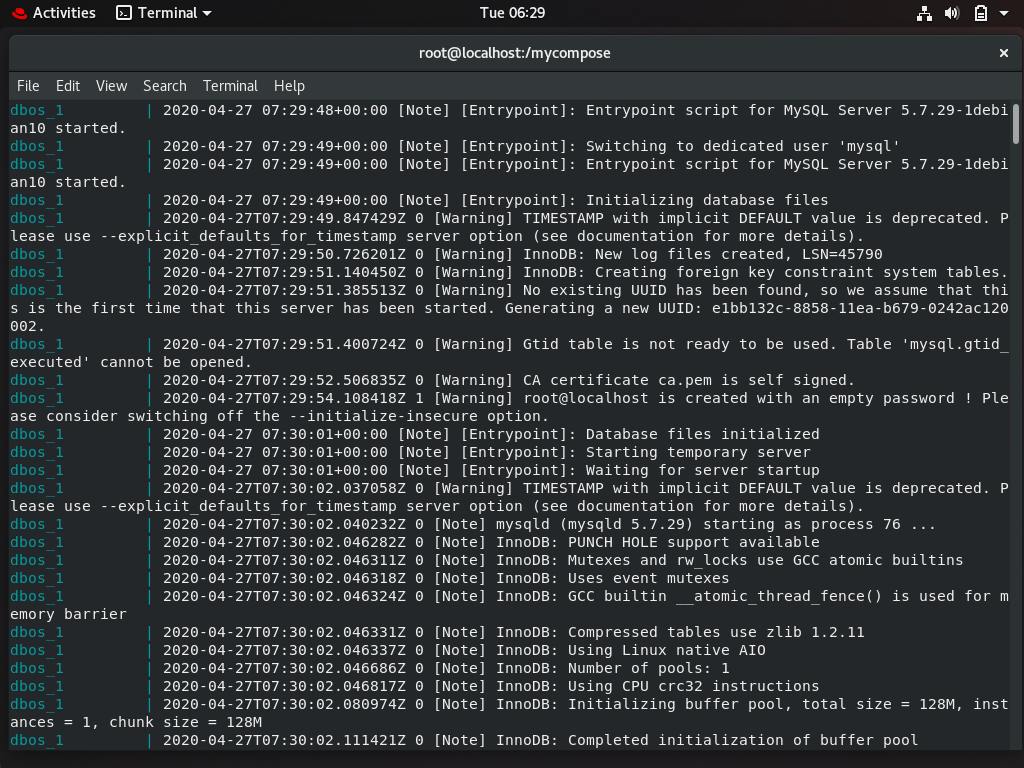 Activities Terminal Tue 06:29
root@localhost:/mycompose ×
File Edit View Search Terminal Help
dbos_1 | 2020-04-27 07:29:48+00:00 [Note] [Entrypoint]: Entrypoint script for MySQL Server 5.7.29-1debi
an10 started.
dbos_1 | 2020-04-27 07:29:49+00:00 [Note] [Entrypoint]: Switching to dedicated user 'mysql'
dbos_1 | 2020-04-27 07:29:49+00:00 [Note] [Entrypoint]: Entrypoint script for MySQL Server 5.7.29-1debi
an10 started.
dbos_1 | 2020-04-27 07:29:49+00:00 [Note] [Entrypoint]: Initializing database files
dbos_1 | 2020-04-27T07:29:49.847429Z 0 [Warning] TIMESTAMP with implicit DEFAULT value is deprecated. P
lease use --explicit_defaults_for_timestamp server option (see documentation for more details).
dbos_1 | 2020-04-27T07:29:50.726201Z 0 [Warning] InnoDB: New log files created, LSN=45790
dbos_1 | 2020-04-27T07:29:51.140450Z 0 [Warning] InnoDB: Creating foreign key constraint system tables.
dbos_1 | 2020-04-27T07:29:51.385513Z 0 [Warning] No existing UUID has been found, so we assume that thi
s is the first time that this server has been started. Generating a new UUID: e1bb132c-8858-11ea-b679-0242ac120
002.
dbos_1 | 2020-04-27T07:29:51.400724Z 0 [Warning] Gtid table is not ready to be used. Table 'mysql.gtid_
executed' cannot be opened.
dbos_1 | 2020-04-27T07:29:52.506835Z 0 [Warning] CA certificate ca.pem is self signed.
dbos_1 | 2020-04-27T07:29:54.108418Z 1 [Warning] root@localhost is created with an empty password ! Ple
ase consider switching off the --initialize-insecure option.
dbos_1 | 2020-04-27 07:30:01+00:00 [Note] [Entrypoint]: Database files initialized
dbos_1 | 2020-04-27 07:30:01+00:00 [Note] [Entrypoint]: Starting temporary server
dbos_1 | 2020-04-27 07:30:01+00:00 [Note] [Entrypoint]: Waiting for server startup
dbos_1 | 2020-04-27T07:30:02.037058Z 0 [Warning] TIMESTAMP with implicit DEFAULT value is deprecated. P
lease use --explicit_defaults_for_timestamp server option (see documentation for more details).
dbos_1 | 2020-04-27T07:30:02.040232Z 0 [Note] mysqld (mysqld 5.7.29) starting as process 76 ...
dbos_1 | 2020-04-27T07:30:02.046282Z 0 [Note] InnoDB: PUNCH HOLE support available
dbos_1 | 2020-04-27T07:30:02.046311Z 0 [Note] InnoDB: Mutexes and rw_locks use GCC atomic builtins
dbos_1 | 2020-04-27T07:30:02.046318Z 0 [Note] InnoDB: Uses event mutexes
dbos_1 | 2020-04-27T07:30:02.046324Z 0 [Note] InnoDB: GCC builtin __atomic_thread_fence() is used for m
emory barrier
dbos_1 | 2020-04-27T07:30:02.046331Z 0 [Note] InnoDB: Compressed tables use zlib 1.2.11
dbos_1 | 2020-04-27T07:30:02.046337Z 0 [Note] InnoDB: Using Linux native AIO
dbos_1 | 2020-04-27T07:30:02.046686Z 0 [Note] InnoDB: Number of pools: 1
dbos_1 | 2020-04-27T07:30:02.046817Z 0 [Note] InnoDB: Using CPU crc32 instructions
dbos_1 | 2020-04-27T07:30:02.080974Z 0 [Note] InnoDB: Initializing buffer pool, total size = 128M, inst
ances = 1, chunk size = 128M
dbos_1 | 2020-04-27T07:30:02.111421Z 0 [Note] InnoDB: Completed initialization of buffer pool